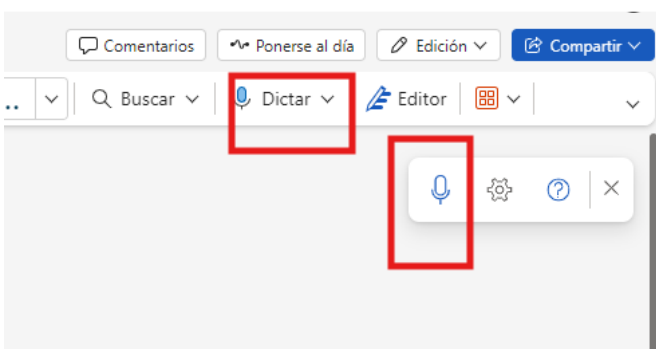 Comentarios Ponerse al día Edición Compartir
.. Buscar Dictar Editor